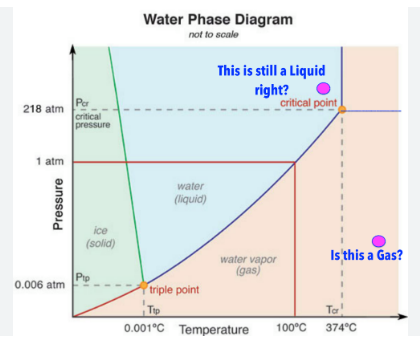 Water Phase Diagram
not to scale
This is still a Liquid
right?
Pcr
critical point
218 atm
critical
pressure
1 atm
water
(liquid)
Pressure
ice
(solid)
water vapor
(gas)
Is this a Gas?
Ptp
0.006 atm
triple point
Ttp
Tcr
0.001°C
Temperature
100°C
374°C